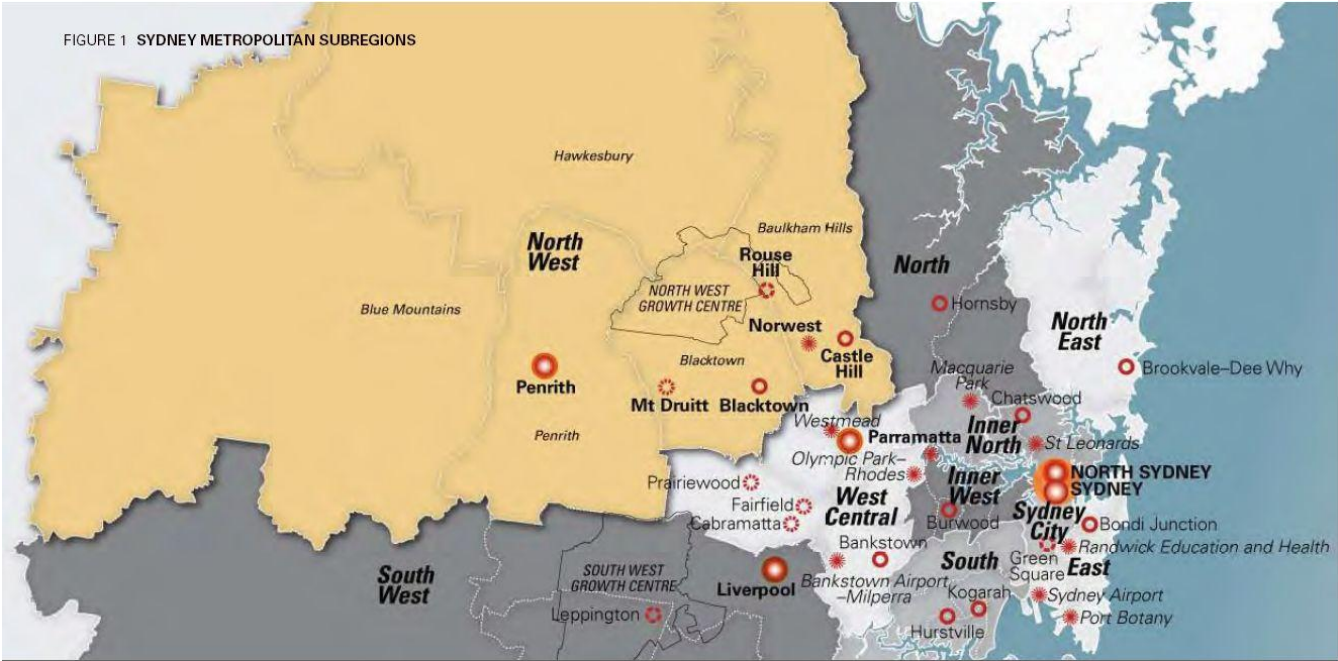 FIGURE 1 SYDNEY METROPOLITAN SUBREGIONS
Hawkesbury
Baulkham Hills
North
West
Rouse
Hill
North
NORTH WEST
GROWTH CENTRE
Hornsby
Blue Mountains
Norwest
North
East
Blacktown
Castle
Hill
Macquarie
Park
Brookvale–Dee Why
Penrith
Mt Druitt
Blacktown
Chatswood
Westmead
Inner
North
Penrith
Parramatta
St Leonards
Olympic Park–
Rhodes
NORTH SYDNEY
SYDNEY
Prairiewood
Inner
West
Fairfield
West
Central
Cabramatta
Burwood
Sydney
City
Bondi Junction
Bankstown
Randwick Education and Health
South
West
SOUTH WEST
GROWTH CENTRE
Liverpool
Bankstown Airport
–Milperra
South
Green
Square
East
Leppington
Kogarah
Sydney Airport
Hurstville
Port Botany